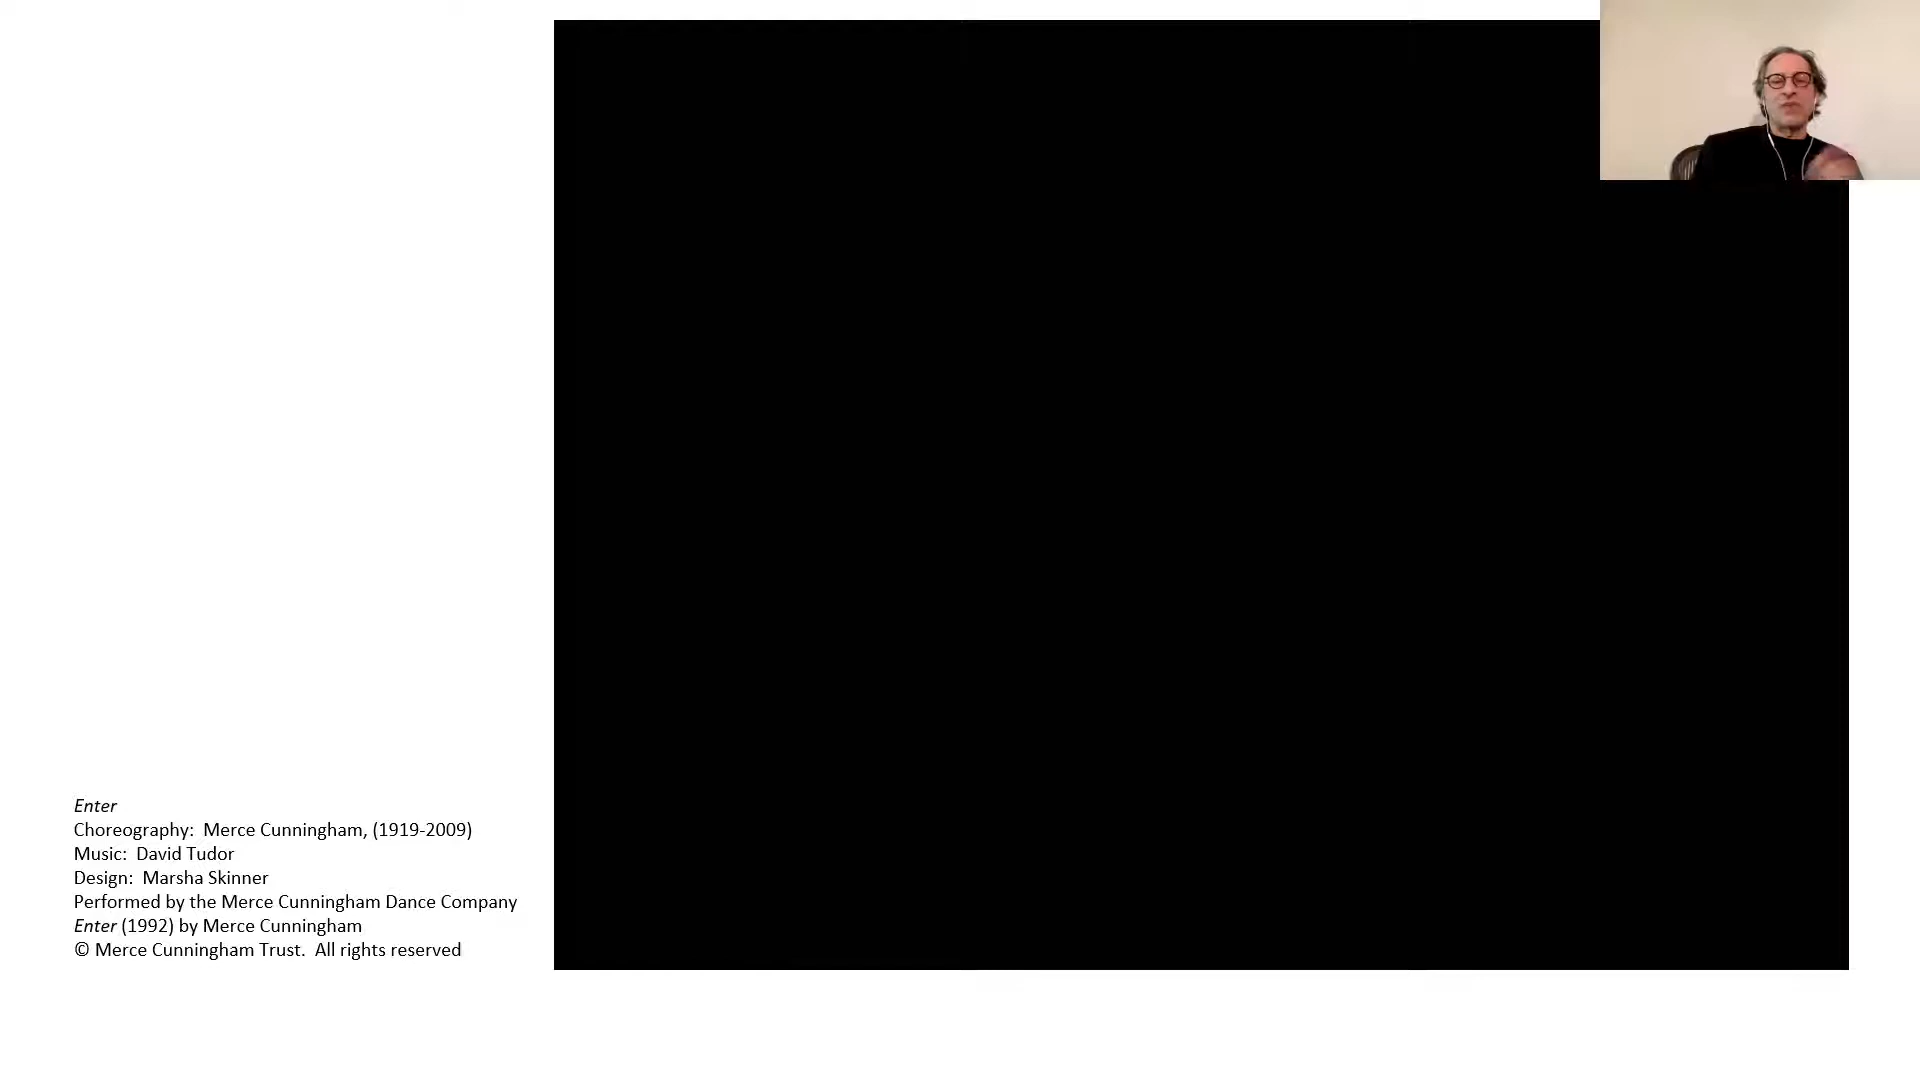 Enter
Choreography:  Merce Cunningham, (1919-2009)
Music:  David Tudor
Design:  Marsha Skinner
Performed by the Merce Cunningham Dance Company
Enter (1992) by Merce Cunningham
© Merce Cunningham Trust.  All rights reserved